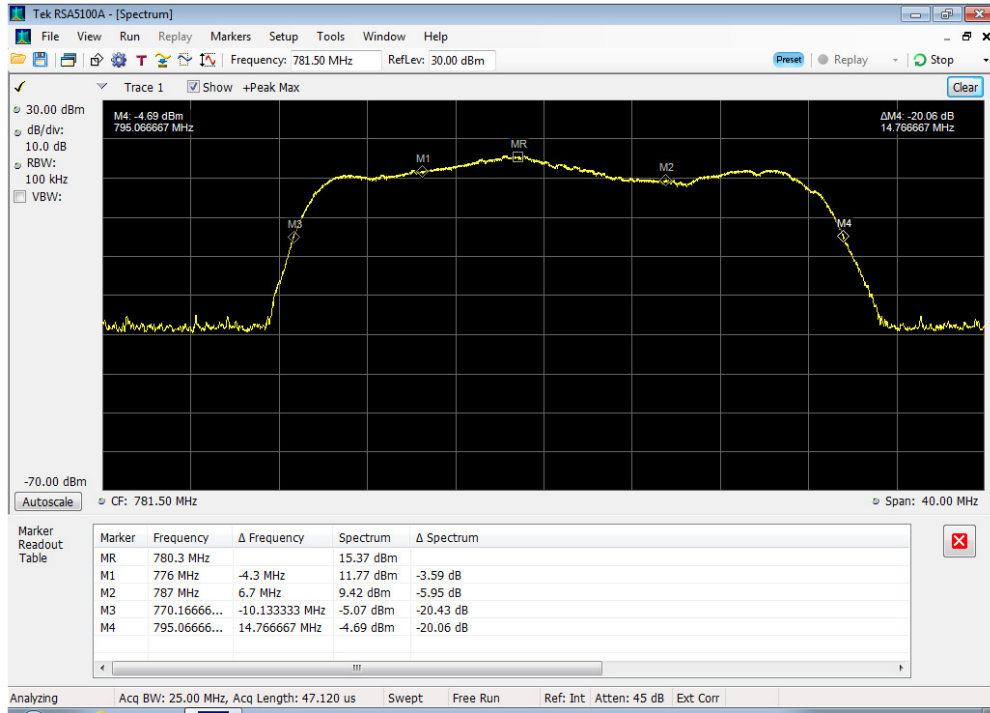 Tek RSA5100A - [Spectrum]
File View Run Replay Markers Setup Tools Window Help
Frequency: 781.50 MHz RefLev: 30.00 dBm Preset Replay Stop
Trace 1 Show +Peak Max Clear
30.00 dBm
dB/div:
10.0 dB
RBW:
100 kHz
VBW:
-70.00 dBm
Autoscale
M4: -4.69 dBm
795.066667 MHz
ΔM4: -20.06 dB
14.766667 MHz
MR
M1
M2
M3
M4
CF: 781.50 MHz Span: 40.00 MHz
Marker
Readout
Table
Marker Frequency Δ Frequency Spectrum Δ Spectrum
MR 780.3 MHz 15.37 dBm
M1 776 MHz -4.3 MHz 11.77 dBm -3.59 dB
M2 787 MHz 6.7 MHz 9.42 dBm -5.95 dB
M3 770.16666... -10.133333 MHz -5.07 dBm -20.43 dB
M4 795.06666... 14.766667 MHz -4.69 dBm -20.06 dB
Analyzing Acq BW: 25.00 MHz, Acq Length: 47.120 us Swept Free Run Ref: Int Atten: 45 dB Ext Corr